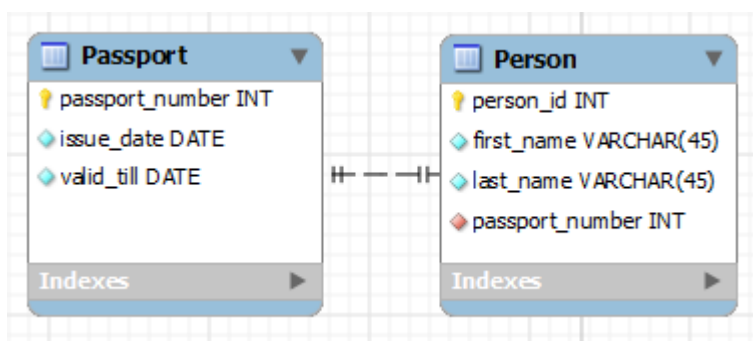 Passport
passport_number INT
issue_date DATE
valid_till DATE
Indexes
Person
person_id INT
first_name VARCHAR(45)
last_name VARCHAR(45)
passport_number INT
Indexes